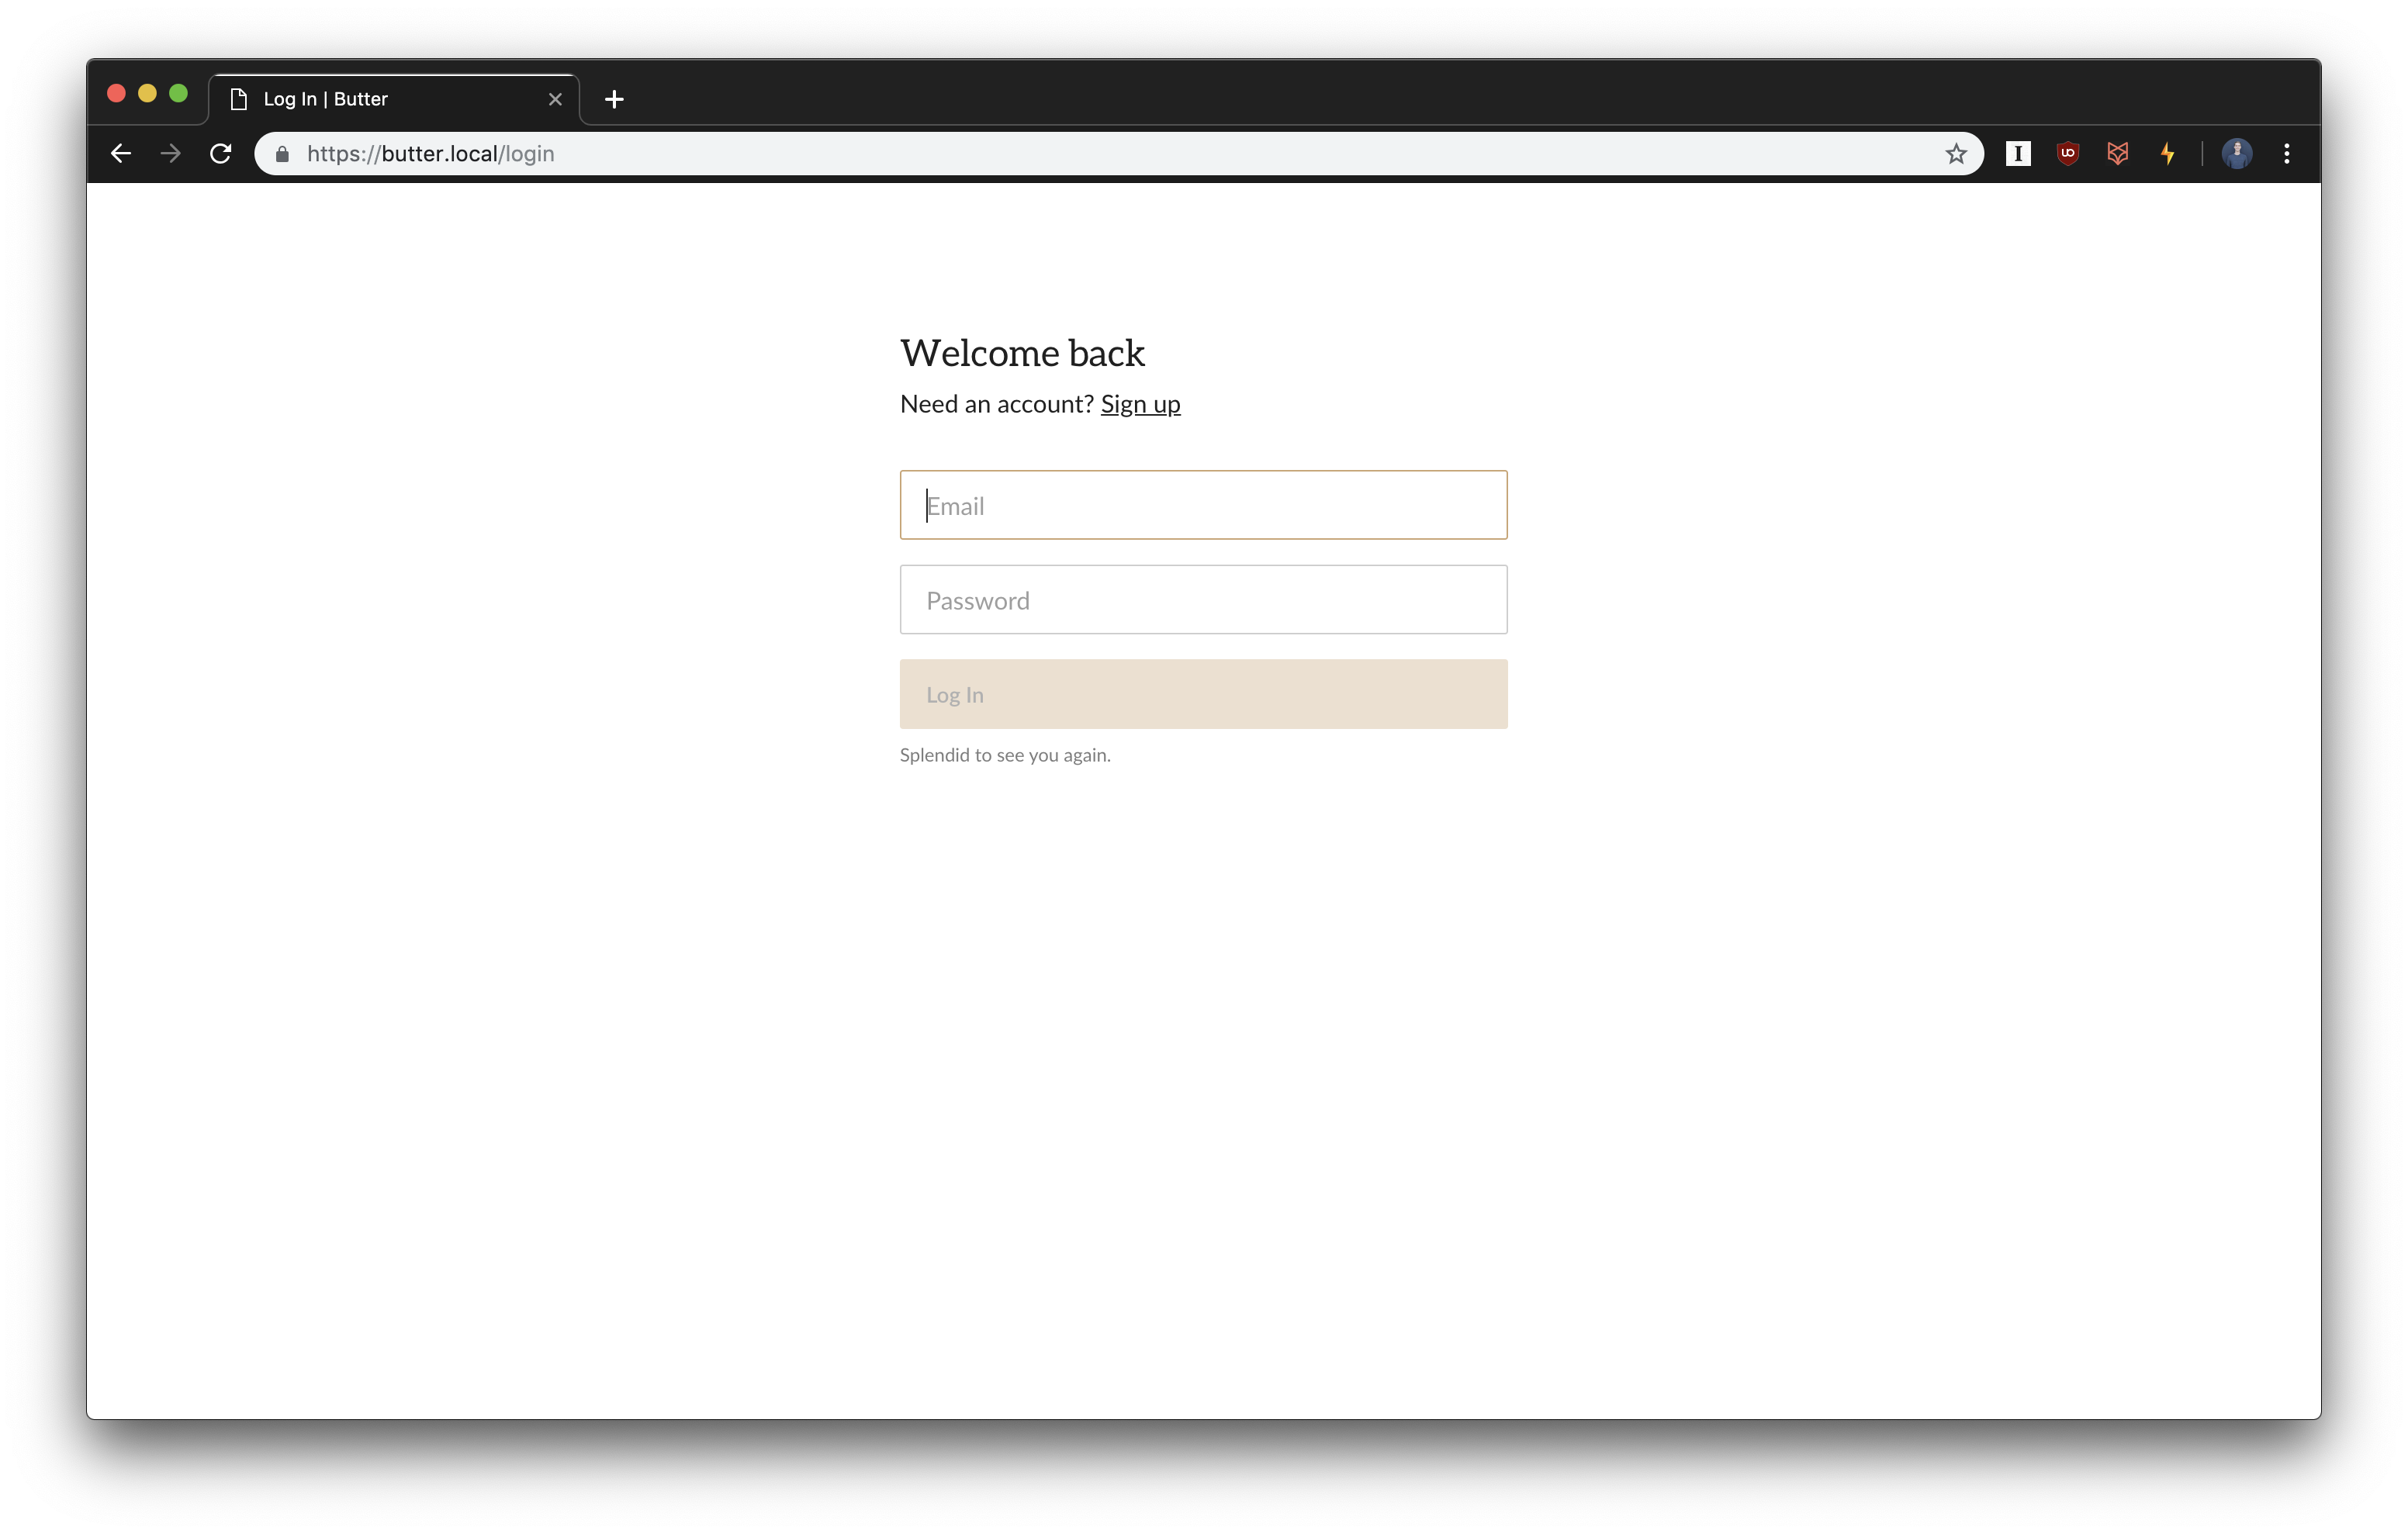 Log In | Butter
https://butter.local/login
I
uo
Welcome back
Need an account? Sign up
Email
Password
Log In
Splendid to see you again.